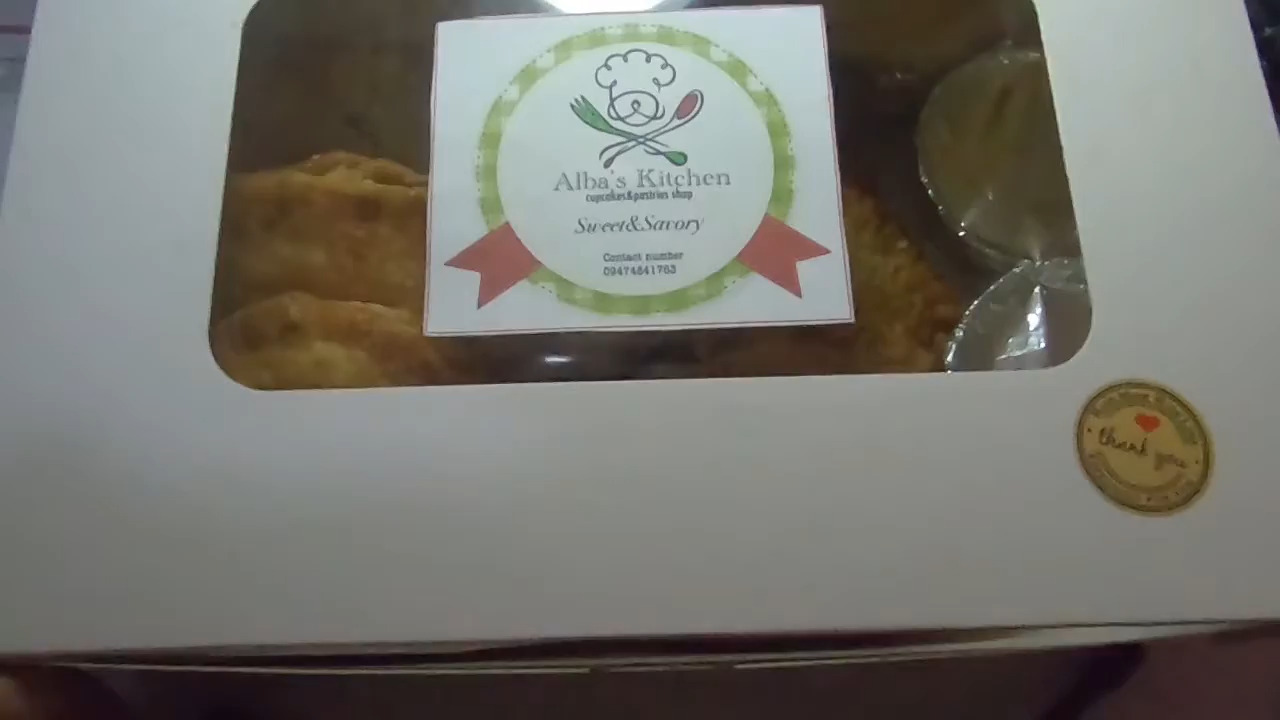 Alba's Kitchen
cupcakes&pastries shop
Sweet&Savory
Contact number
09474841763
thank you